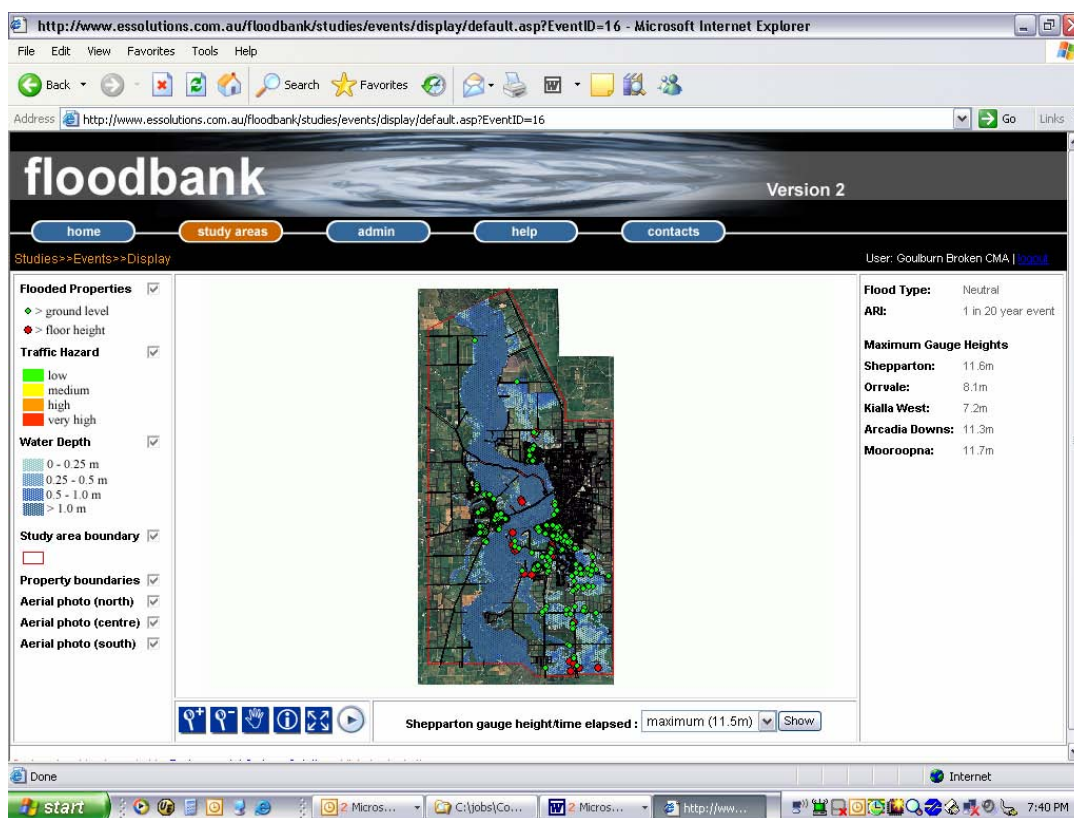 http://www.essolutions.com.au/floodbank/studies/events/display/default.asp?EventID=16 - Microsoft Internet Explorer
File Edit View Favorites Tools Help
Back Search Favorites
Address http://www.essolutions.com.au/floodbank/studies/events/display/default.asp?EventID=16 Go Links
floodbank
Version 2
home study areas admin help contacts
Studies>>Events>>Display
User: Goulburn Broken CMA | logout
Flooded Properties
> ground level
> floor height
Traffic Hazard
low
medium
high
very high
Water Depth
0 - 0.25 m
0.25 - 0.5 m
0.5 - 1.0 m
> 1.0 m
Study area boundary
Property boundaries
Aerial photo (north)
Aerial photo (centre)
Aerial photo (south)
Flood Type: Neutral
ARI: 1 in 20 year event
Maximum Gauge Heights
Shepparton: 11.6m
Orrvale: 8.1m
Kialla West: 7.2m
Arcadia Downs: 11.3m
Mooroopna: 11.7m
Shepparton gauge height/time elapsed : maximum (11.5m) Show
Done
Internet
start
2 Micros...
C:\jobs\Co...
2 Micros...
http://ww...
7:40 PM